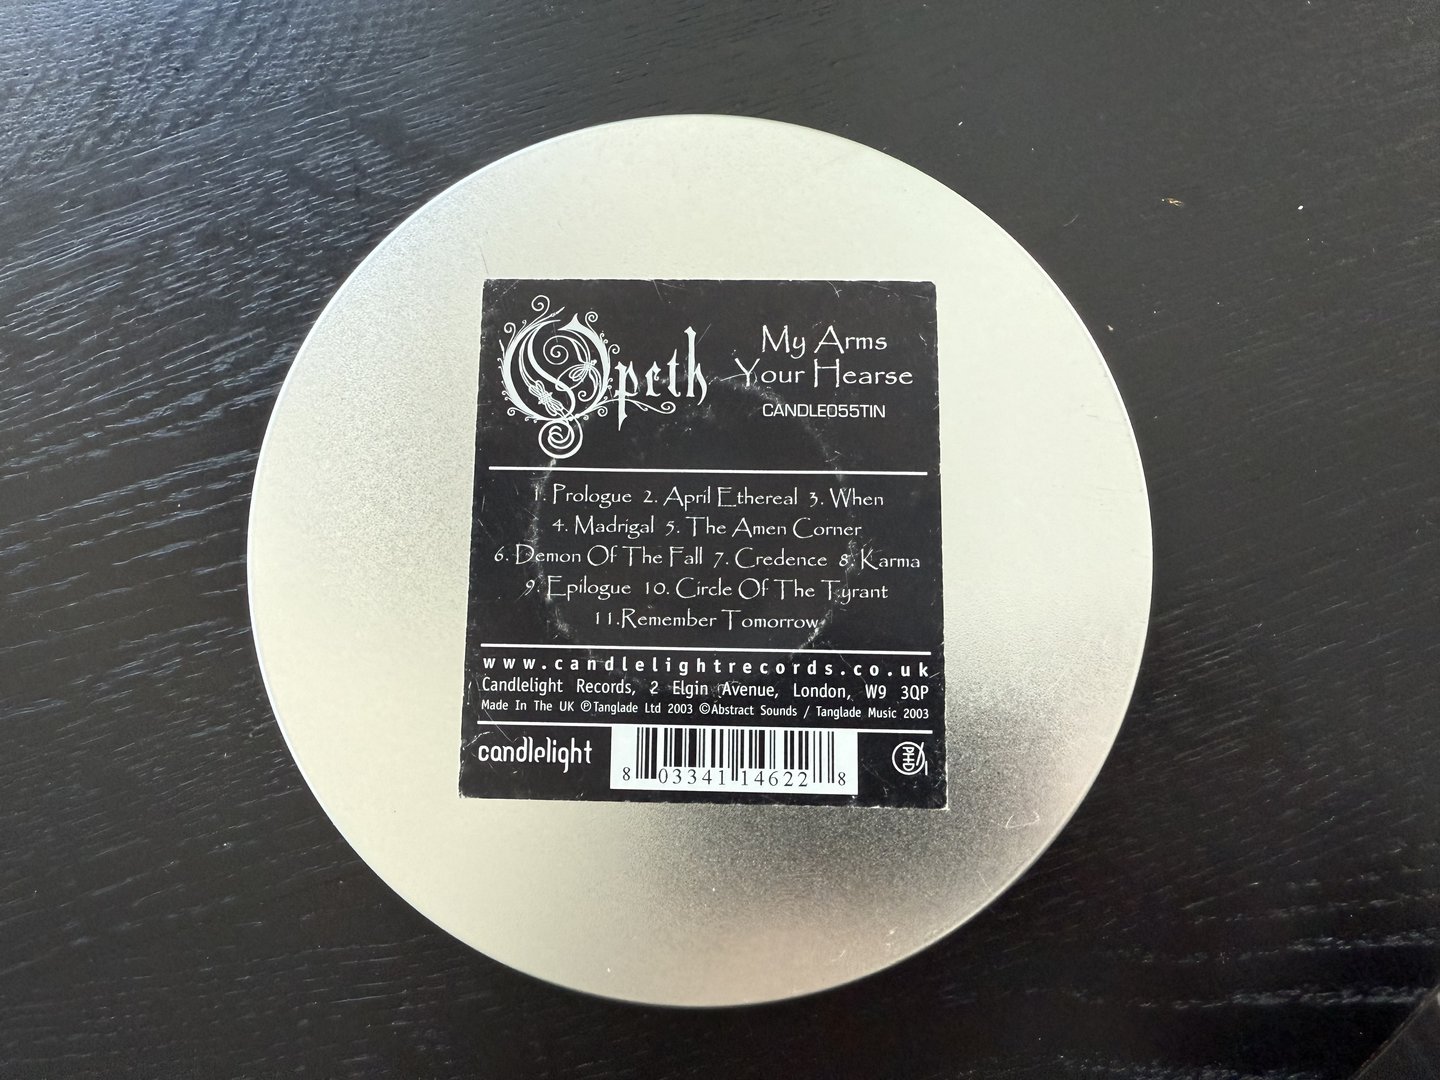 Opeth
My Arms
Your Hearse
CANDLE055TIN
1. Prologue 2. April Ethereal 3. When
4. Madrigal 5. The Amen Corner
6. Demon Of The Fall 7. Credence 8. Karma
9. Epilogue 10. Circle Of The Tyrant
11.Remember Tomorrow
www.candlelightrecords.co.uk
Candlelight Records, 2 Elgin Avenue, London, W9 3QP
Made In The UK ℗Tanglade Ltd 2003 ©Abstract Sounds / Tanglade Music 2003
candlelight
8 03341 14622 8